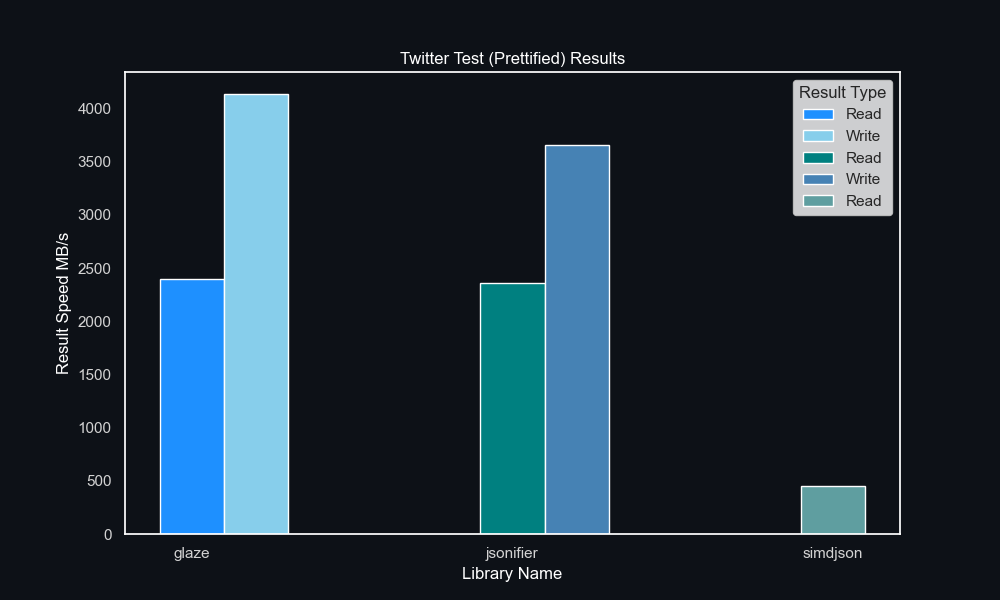 Twitter Test (Prettified) Results
Result Type
Read
Write
Read
Write
Read
Result Speed MB/s
4000
3500
3000
2500
2000
1500
1000
500
0
glaze
jsonifier
simdjson
Library Name